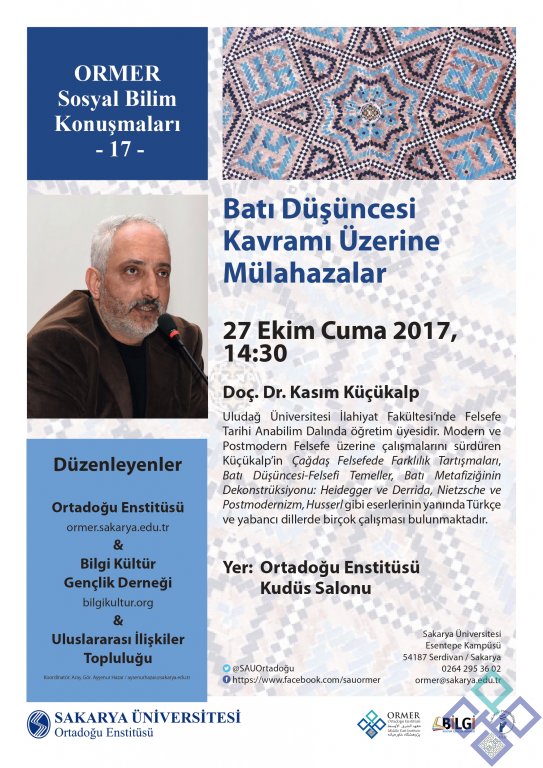 ORMER
Sosyal Bilim
Konuşmaları
- 17 -
Batı Düşüncesi
Kavramı Üzerine
Mülahazalar
27 Ekim Cuma 2017,
14:30
Doç. Dr. Kasım Küçükalp
Uludağ Üniversitesi İlahiyat Fakültesi'nde Felsefe
Tarihi Anabilim Dalında öğretim üyesidir. Modern ve
Postmodern Felsefe üzerine çalışmalarını sürdüren
Küçükalp'in Çağdaş Felsefede Farklılık Tartışmaları,
Batı Düşüncesi-Felsefi Temeller, Batı Metafiziğinin
Dekonstrüksiyonu: Heidegger ve Derrida, Nietzsche ve
Postmodernizm, Husserl gibi eserlerinin yanında Türkçe
ve yabancı dillerde birçok çalışması bulunmaktadır.
Yer: Ortadoğu Enstitüsü
Kudüs Salonu
Düzenleyenler
Ortadoğu Enstitüsü
ormer.sakarya.edu.tr
&
Bilgi Kültür
Gençlik Derneği
bilgikultur.org
&
Uluslararası İlişkiler
Topluluğu
Koordinatör: Araş. Gör. Ayşenur Hazar /
@SAUOrtadoğu
https://www.facebook.com/sauormer
Sakarya Üniversitesi
Esentepe Kampüsü
54187 Serdivan / Sakarya
0264 295 36 02
ormer@sakarya.edu.tr
SAKARYA ÜNİVERSİTESİ
Ortadoğu Enstitüsü
ORMER
BİLGİ